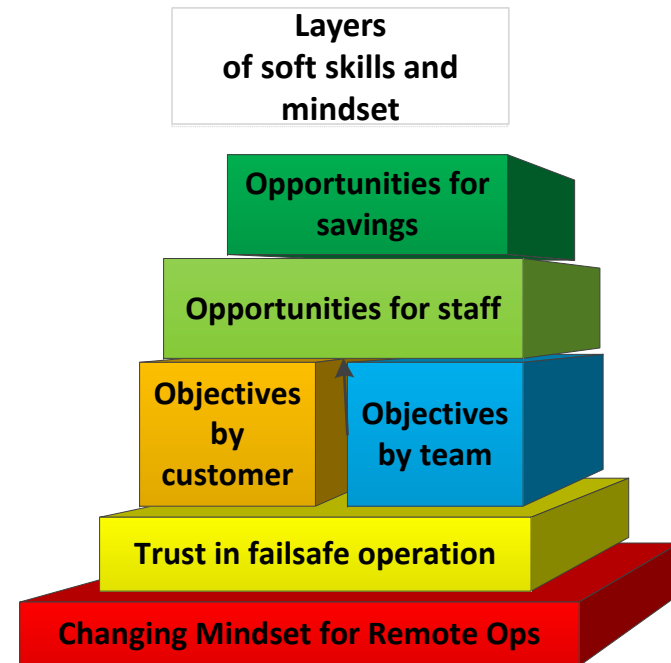 Layers
of soft skills and
mindset
Opportunities for
savings
Opportunities for staff
Objectives
by
customer
Objectives
by team
Trust in failsafe operation
Changing Mindset for Remote Ops